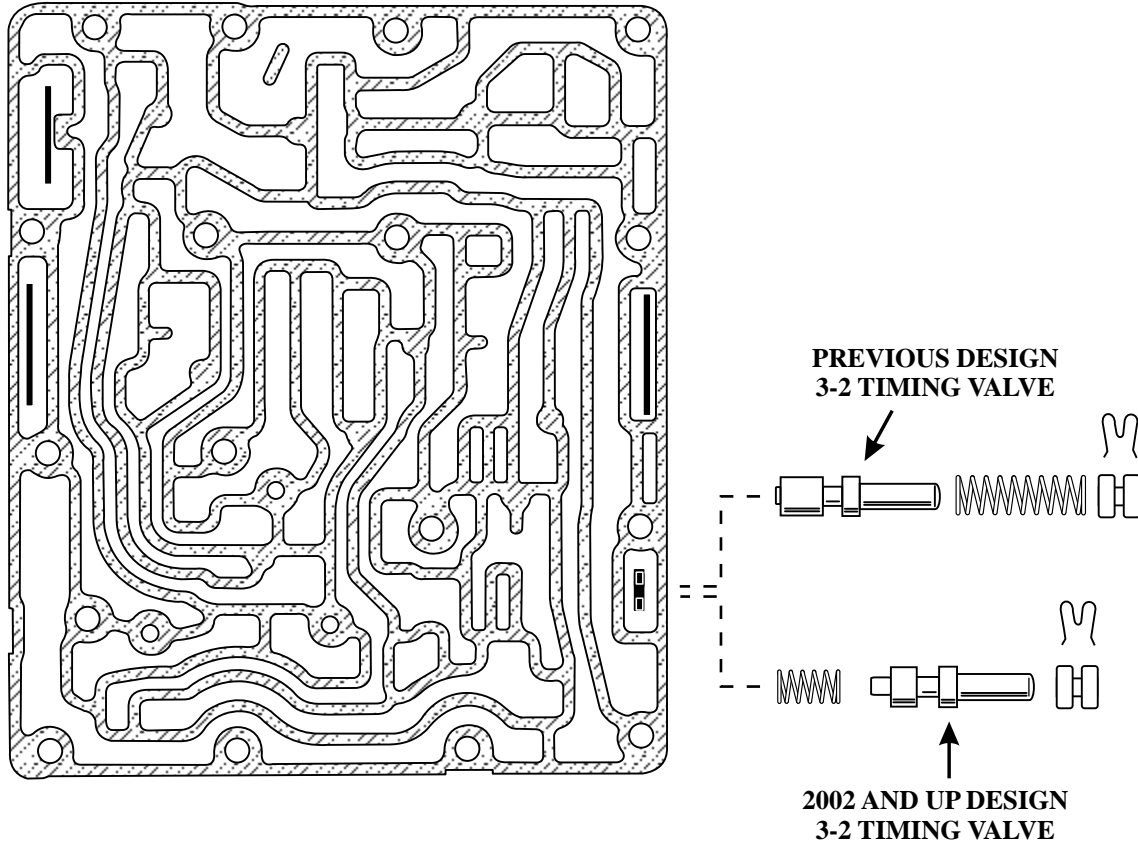 PREVIOUS DESIGN
3-2 TIMING VALVE
2002 AND UP DESIGN
3-2 TIMING VALVE